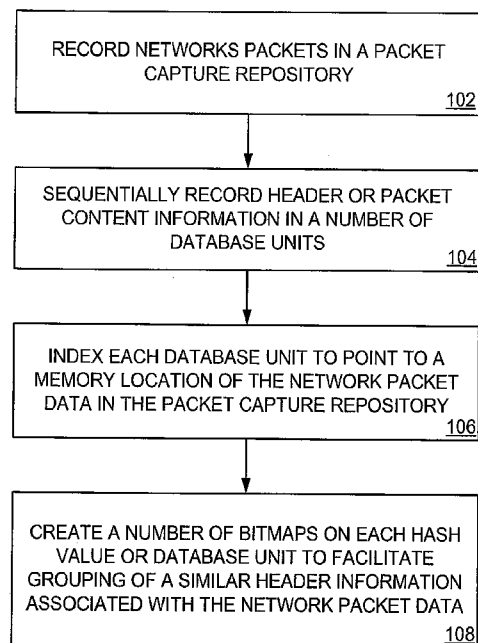 RECORD NETWORKS PACKETS IN A PACKET
CAPTURE REPOSITORY
102
SEQUENTIALLY RECORD HEADER OR PACKET
CONTENT INFORMATION IN A NUMBER OF
DATABASE UNITS
104
INDEX EACH DATABASE UNIT TO POINT TO A
MEMORY LOCATION OF THE NETWORK PACKET
DATA IN THE PACKET CAPTURE REPOSITORY
106
CREATE A NUMBER OF BITMAPS ON EACH HASH
VALUE OR DATABASE UNIT TO FACILITATE
GROUPING OF A SIMILAR HEADER INFORMATION
ASSOCIATED WITH THE NETWORK PACKET DATA
108